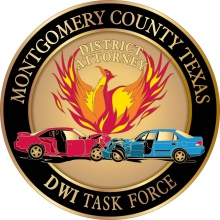 MONTGOMERY COUNTY TEXAS
DISTRICT
ATTORNEY
DWI TASK FORCE